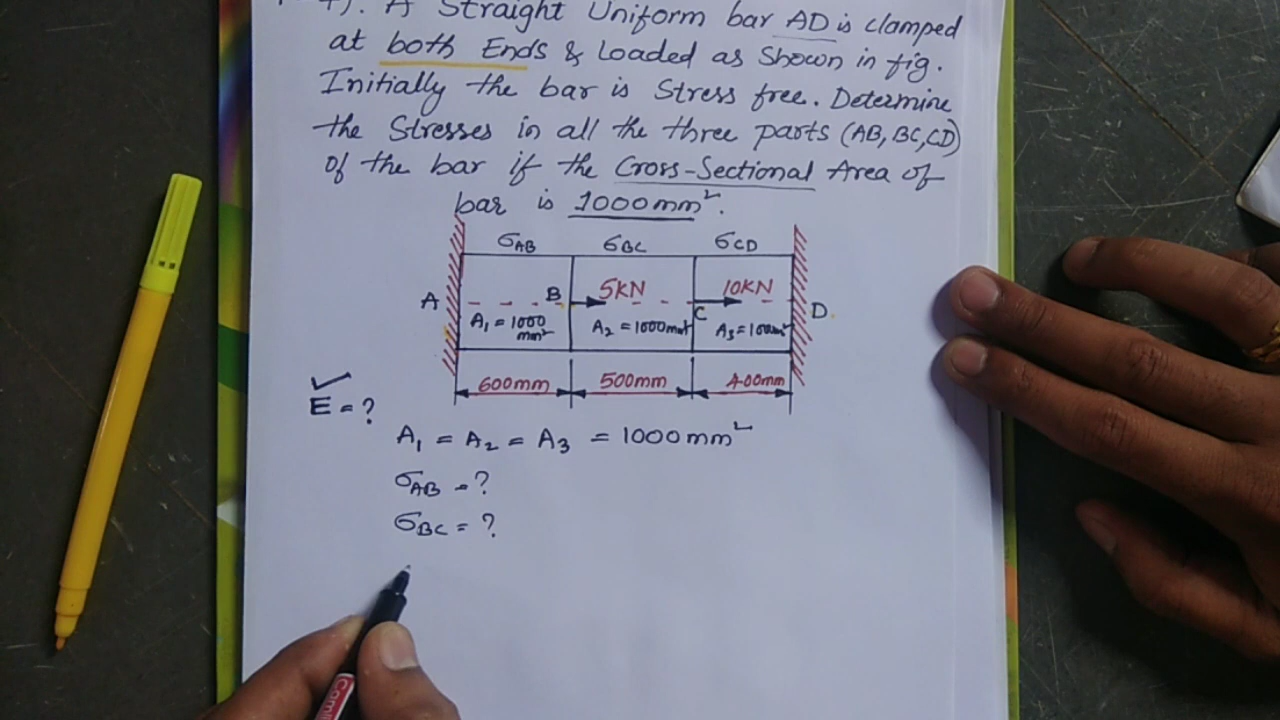 4). A Straight Uniform bar AD is clamped
at both Ends & Loaded as Shown in fig.
Initially the bar is Stress free. Determine
the Stresses in all the three parts (AB, BC, CD)
of the bar if the Cross-Sectional Area of
bar is 1000mm².
σAB σBC σCD
A B 5KN C 10KN D
A₁ = 1000 mm² A₂ = 1000mm² 
600mm 500mm 400mm
E = ?
A₁ = A₂ = A₃ = 1000mm²
σAB = ?
σBC = ?